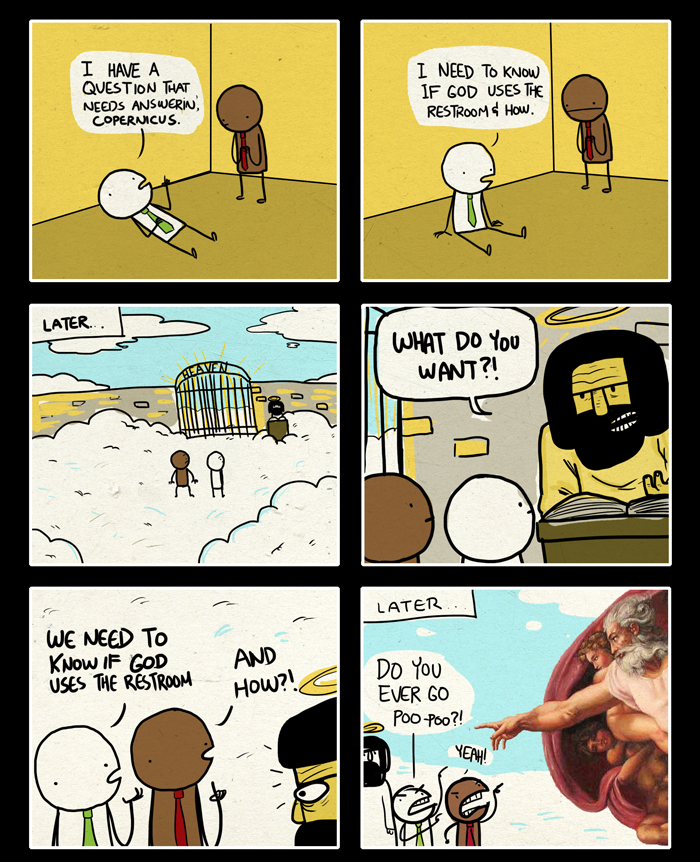 I HAVE A
QUESTION THAT
NEEDS ANSWERIN',
COPERNICUS.
I NEED TO KNOW
IF GOD USES THE
RESTROOM & HOW.
LATER...
HEAVEN
WHAT DO YOU
WANT?!
WE NEED TO
KNOW IF GOD
USES THE RESTROOM
AND
HOW?!
LATER...
DO YOU
EVER GO
POO-POO?!
YEAH!